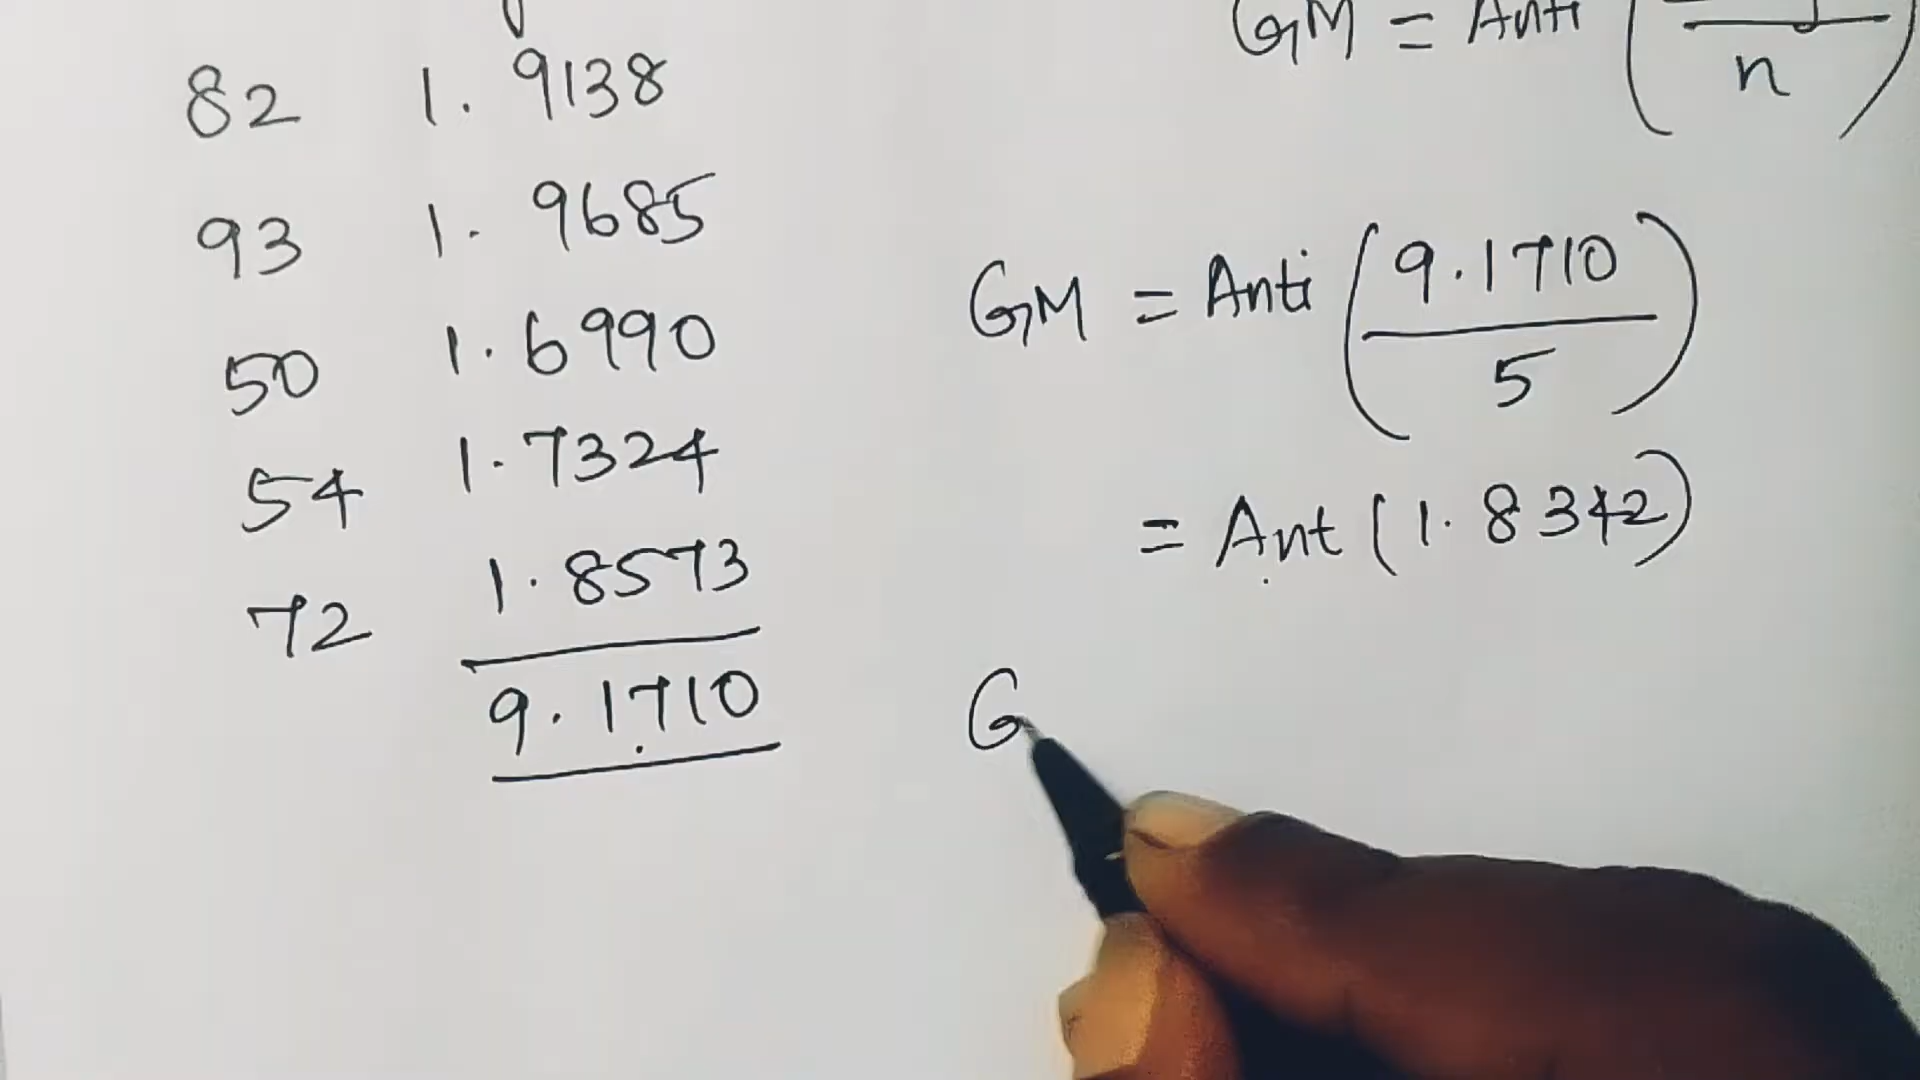 GM = Anti ( / n )
82 1.9138
93 1.9685
50 1.6990
54 1.7324
72 1.8573
9.1710
GM = Anti ( 9.1710 / 5 )
= Ant ( 1.8342 )
G